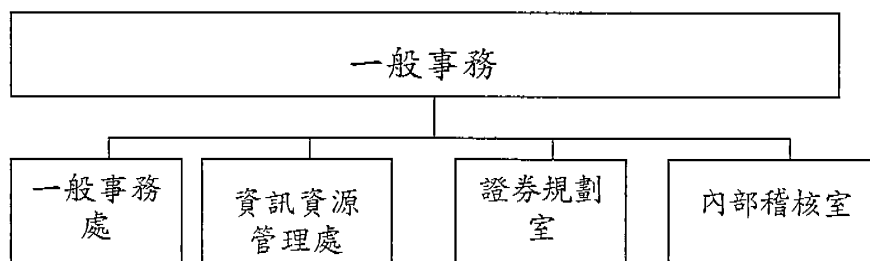 一般事務
一般事務
處
資訊資源
管理處
證券規劃
室
內部稽核室